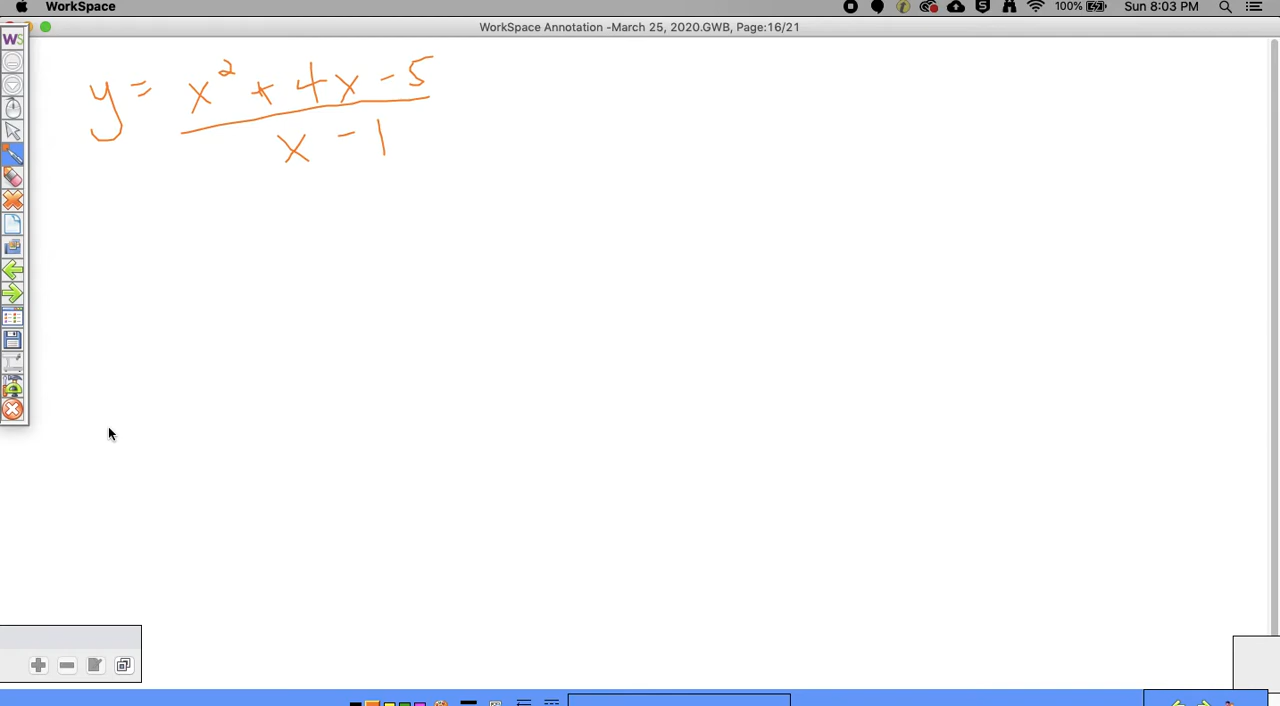 WorkSpace 100% Sun 8:03 PM
WorkSpace Annotation -March 25, 2020.GWB, Page:16/21
WS
y = x² + 4x - 5
x - 1